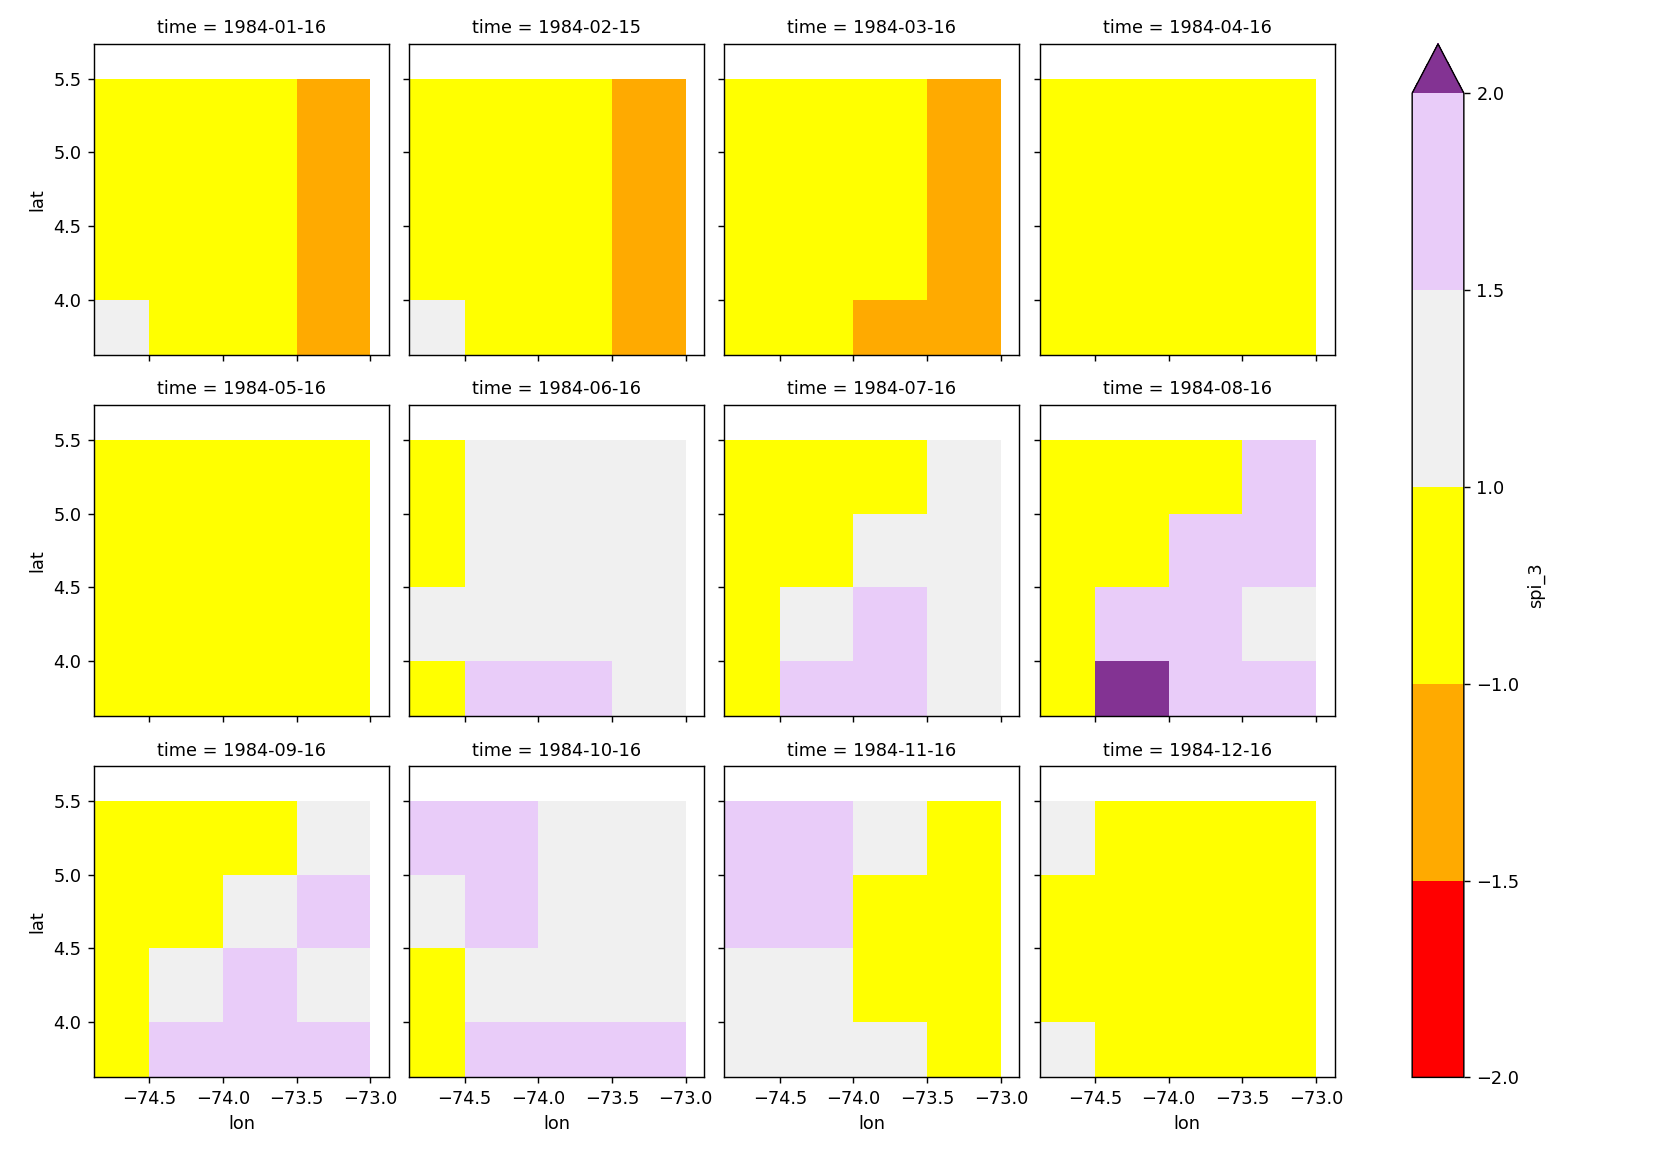 time = 1984-01-16
time = 1984-02-15
time = 1984-03-16
time = 1984-04-16
5.5
5.0
4.5
4.0
lat
time = 1984-05-16
time = 1984-06-16
time = 1984-07-16
time = 1984-08-16
5.5
5.0
4.5
4.0
lat
time = 1984-09-16
time = 1984-10-16
time = 1984-11-16
time = 1984-12-16
5.5
5.0
4.5
4.0
lat
−74.5 −74.0 −73.5 −73.0
−74.5 −74.0 −73.5 −73.0
−74.5 −74.0 −73.5 −73.0
−74.5 −74.0 −73.5 −73.0
lon
lon
lon
lon
2.0
1.5
1.0
−1.0
−1.5
−2.0
spi_3